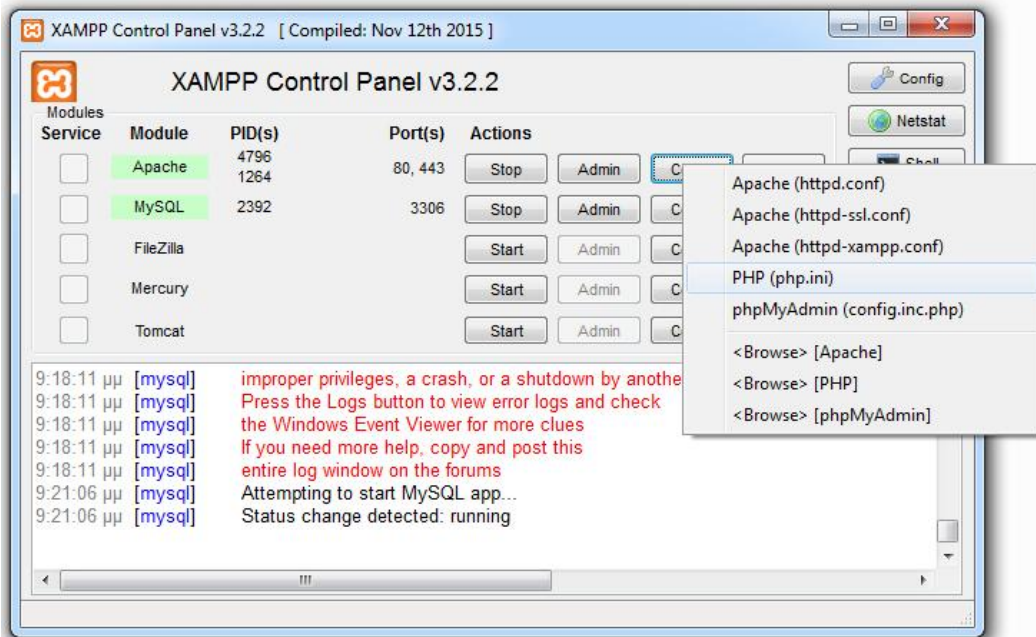 XAMPP Control Panel v3.2.2 [ Compiled: Nov 12th 2015 ]
XAMPP Control Panel v3.2.2
Config
Modules
Service Module PID(s) Port(s) Actions
Netstat
Apache 4796 1264 80, 443 Stop Admin
MySQL 2392 3306 Stop Admin
FileZilla Start Admin
Mercury Start Admin
Tomcat Start Admin
Apache (httpd.conf)
Apache (httpd-ssl.conf)
Apache (httpd-xampp.conf)
PHP (php.ini)
phpMyAdmin (config.inc.php)
<Browse> [Apache]
<Browse> [PHP]
<Browse> [phpMyAdmin]
9:18:11 μμ [mysql] improper privileges, a crash, or a shutdown by
9:18:11 μμ [mysql] Press the Logs button to view error logs and check
9:18:11 μμ [mysql] the Windows Event Viewer for more clues
9:18:11 μμ [mysql] If you need more help, copy and post this
9:18:11 μμ [mysql] entire log window on the forums
9:21:06 μμ [mysql] Attempting to start MySQL app...
9:21:06 μμ [mysql] Status change detected: running